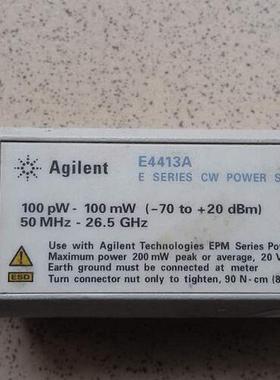 Agilent
E4413A
E SERIES CW POWER S
100 pW - 100 mW (-70 to +20 dBm)
50 MHz - 26.5 GHz
Use with Agilent Technologies EPM Series Po
Maximum power 200 mW peak or average, 20 V
Earth ground must be connected at meter
Turn connector nut only to tighten, 90 N-cm (8
ESD